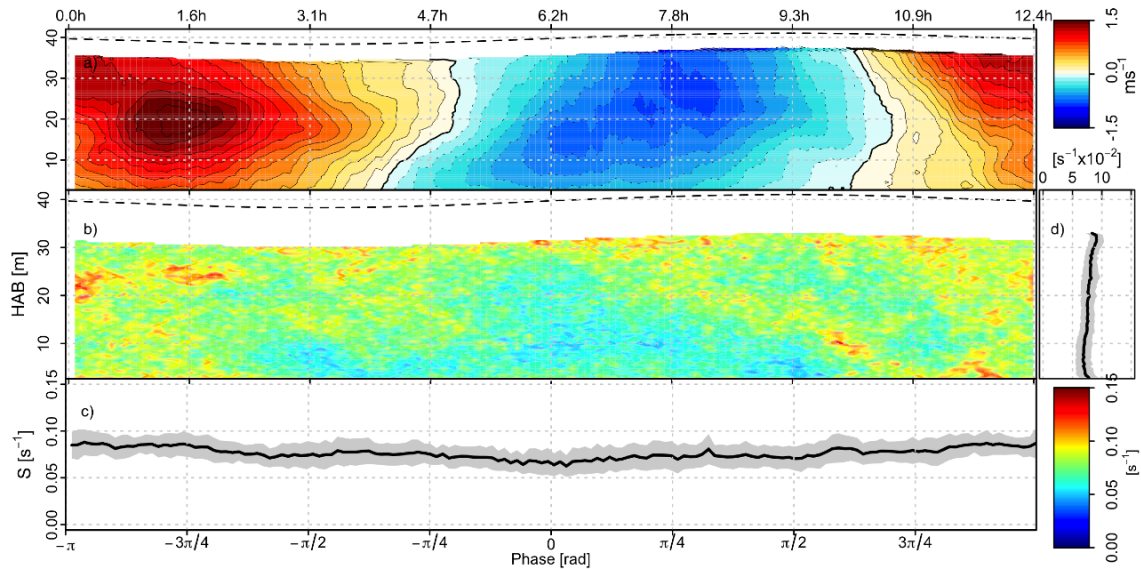 0.0h 1.6h 3.1h 4.7h 6.2h 7.8h 9.3h 10.9h 12.4h
40 a) 1.5
30 0.0 ms⁻¹
20 -1.5
10 [s⁻¹x10⁻²]
0 5 10
40 b) d)
30
HAB [m]
20
10
0.15 0.15
c)
0.10 0.10
S [s⁻¹] [s⁻¹]
0.05 0.05
0.00 0.00
−π −3π/4 −π/2 −π/4 0 π/4 π/2 3π/4
Phase [rad]